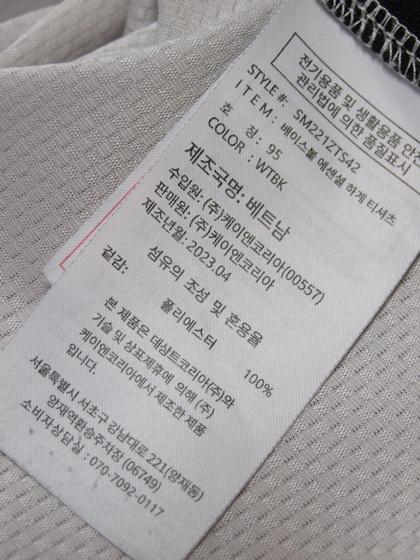 전기용품 및 생활용품 안전
관리법에 의한 품질표시
STYLE #: SM221ZTS42
ITEM : 베이스볼 에센셜 하게 티셔츠
호 칭 : 95
COLOR : WTBK
제조국명: 베트남
수입원: (주)케이엔코리아(00557)
판매원: (주)케이엔코리아
제조년월: 2023.04
섬유의 조성 및 혼용율
겉감: 폴리에스터 100%
본 제품은 대상트코리아(주)와
기술 및 상표제휴에 의해 (주)
케이엔코리아에서 제조한 제품
입니다.
서울특별시 서초구 강남대로 221(양재동)
양재역환승주차장 (06749)
소비자상담실 : 070-7092-0117